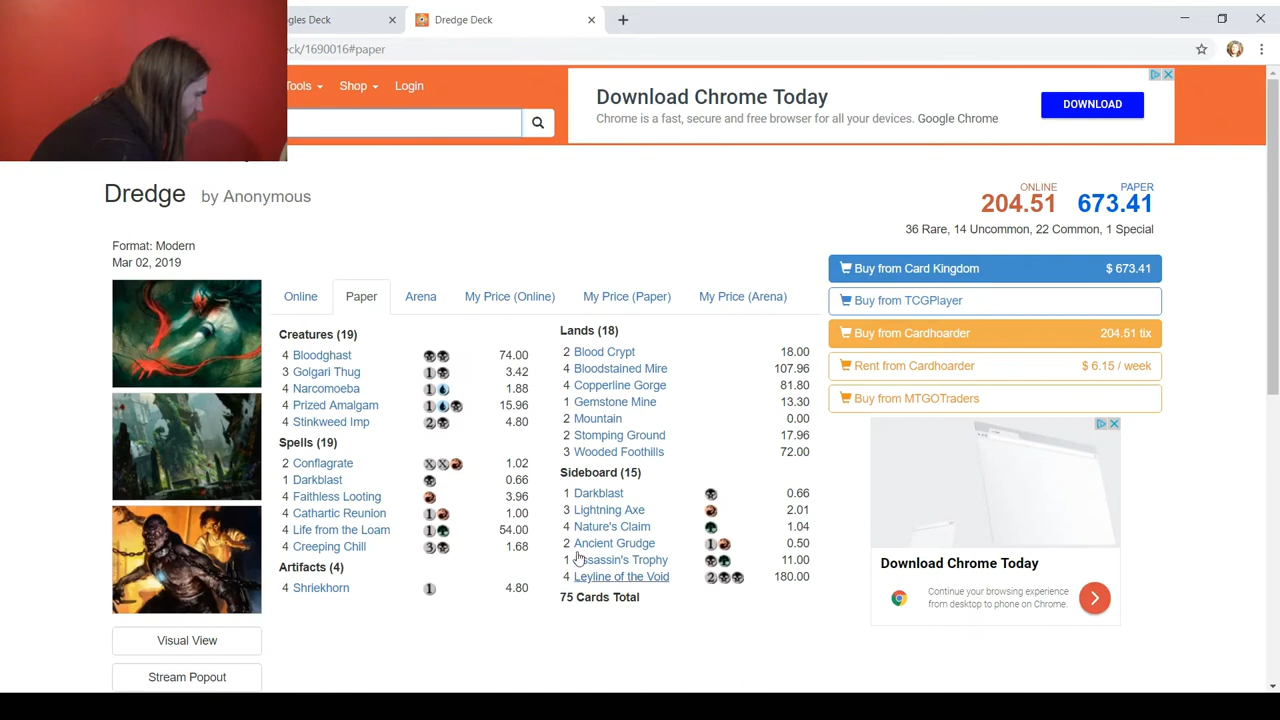 gles Deck
Dredge Deck
ck/1690016#paper
Tools
Shop
Login
Download Chrome Today
Chrome is a fast, secure and free browser for all your devices. Google Chrome
DOWNLOAD
Dredge by Anonymous
ONLINE PAPER
204.51 673.41
36 Rare, 14 Uncommon, 22 Common, 1 Special
Format: Modern
Mar 02, 2019
Online Paper Arena My Price (Online) My Price (Paper) My Price (Arena)
Creatures (19)
4 Bloodghast 74.00
3 Golgari Thug 1 3.42
4 Narcomoeba 1 1.88
4 Prized Amalgam 1 15.96
4 Stinkweed Imp 2 4.80
Spells (19)
2 Conflagrate X X 1.02
1 Darkblast 0.66
4 Faithless Looting 3.96
4 Cathartic Reunion 1 1.00
4 Life from the Loam 1 54.00
4 Creeping Chill 3 1.68
Artifacts (4)
4 Shriekhorn 1 4.80
Lands (18)
2 Blood Crypt 18.00
4 Bloodstained Mire 107.96
4 Copperline Gorge 81.80
1 Gemstone Mine 13.30
2 Mountain 0.00
2 Stomping Ground 17.96
3 Wooded Foothills 72.00
Sideboard (15)
1 Darkblast 0.66
3 Lightning Axe 2.01
4 Nature's Claim 1.04
2 Ancient Grudge 1 0.50
1 Assassin's Trophy 11.00
4 Leyline of the Void 2 180.00
75 Cards Total
Buy from Card Kingdom $ 673.41
Buy from TCGPlayer
Buy from Cardhoarder 204.51 tix
Rent from Cardhoarder $ 6.15 / week
Buy from MTGOTraders
Download Chrome
Today
Continue your browsing experience
from desktop to phone on Chrome.
Visual View
Stream Popout